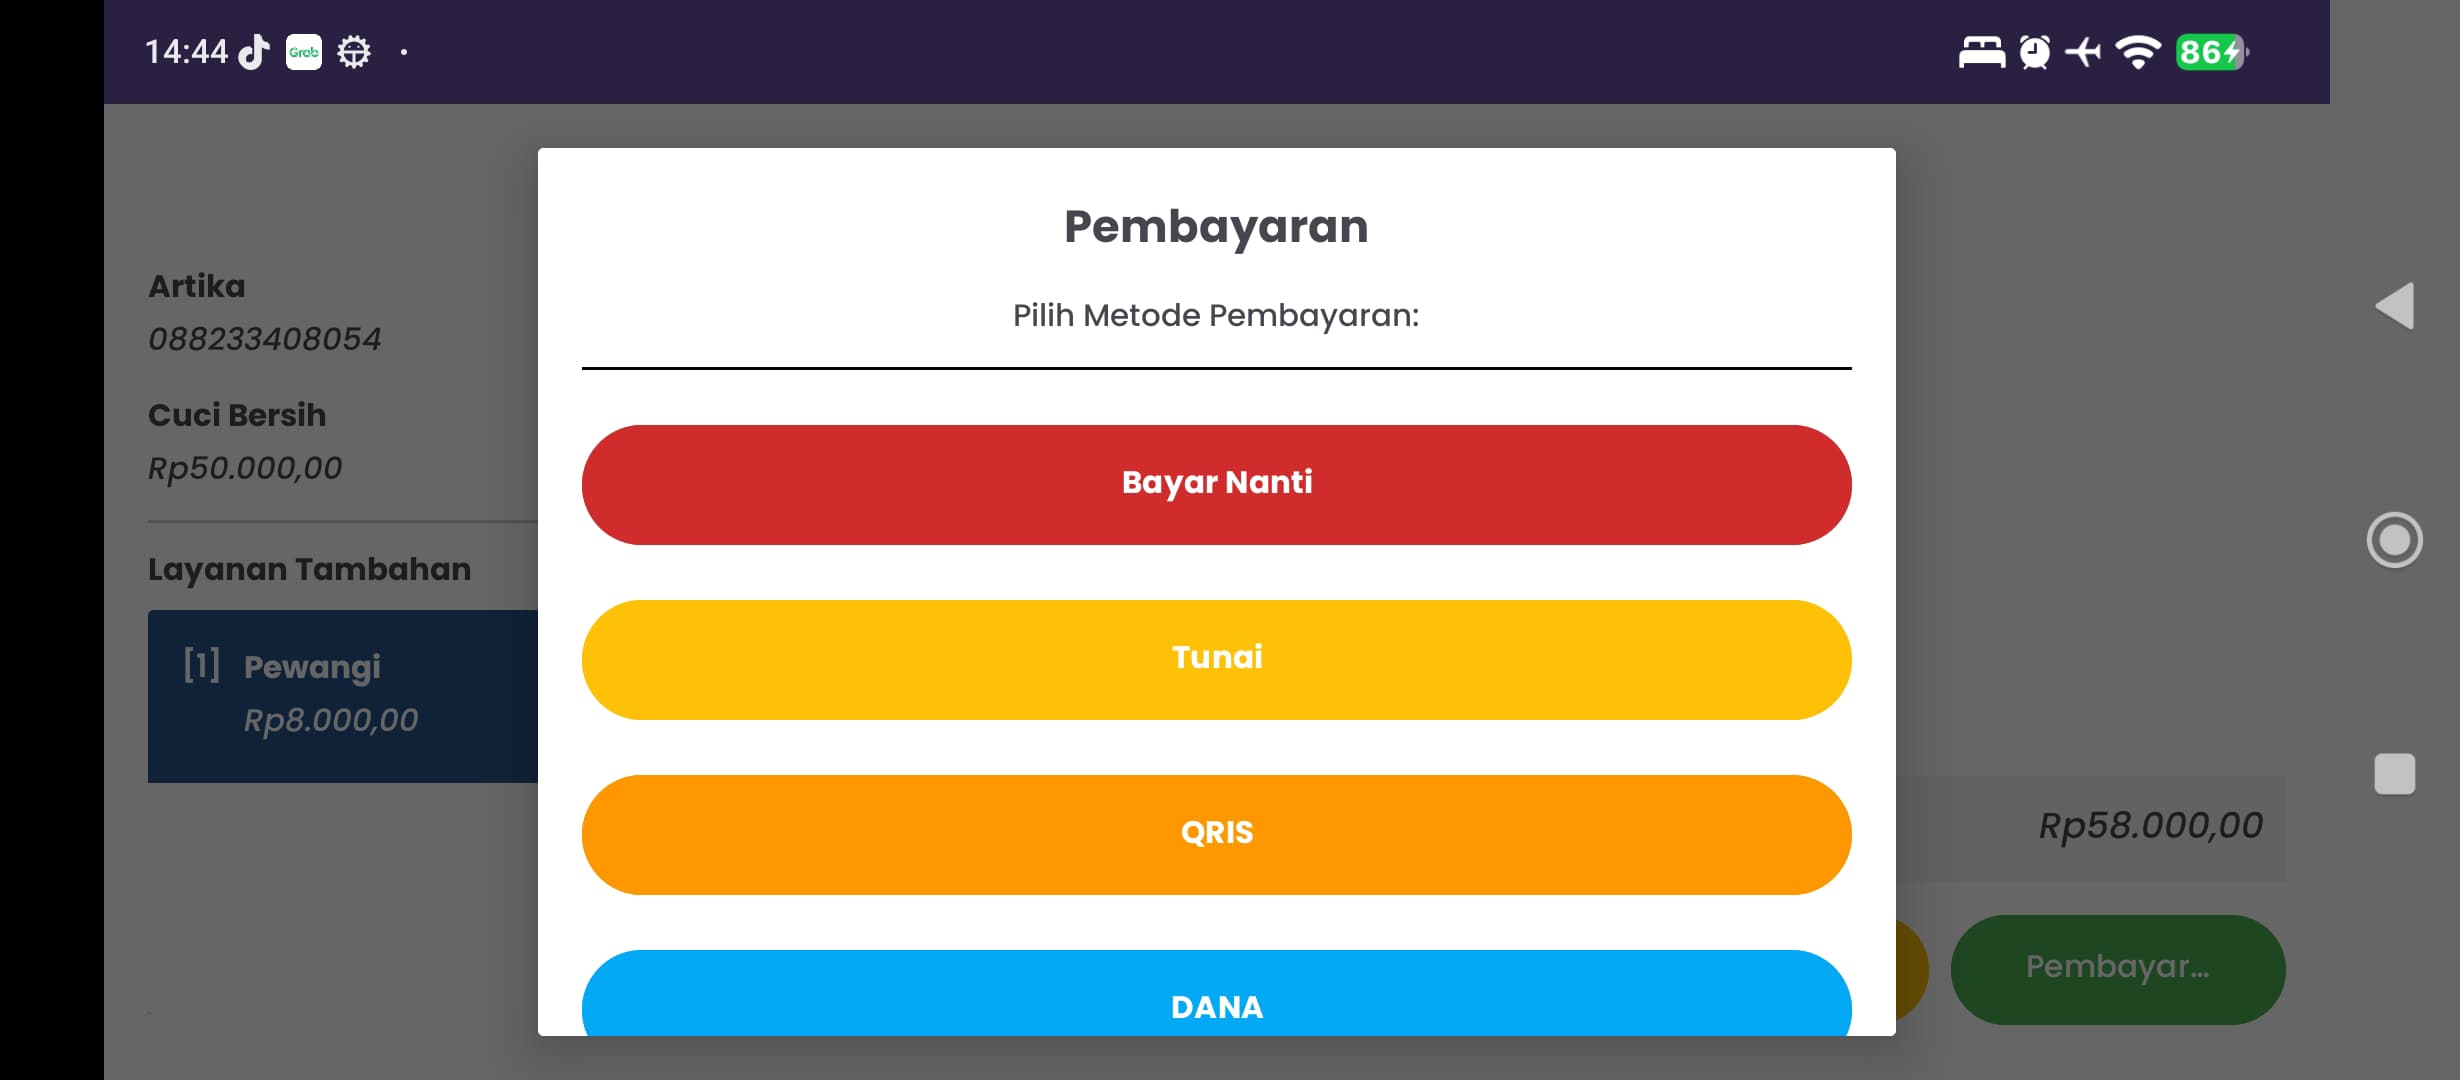 14:44
Grab
86
Pembayaran
Pilih Metode Pembayaran:
Artika
088233408054
Cuci Bersih
Rp50.000,00
Layanan Tambahan
[1] Pewangi
Rp8.000,00
Bayar Nanti
Tunai
QRIS
DANA
Rp58.000,00
Pembayar...